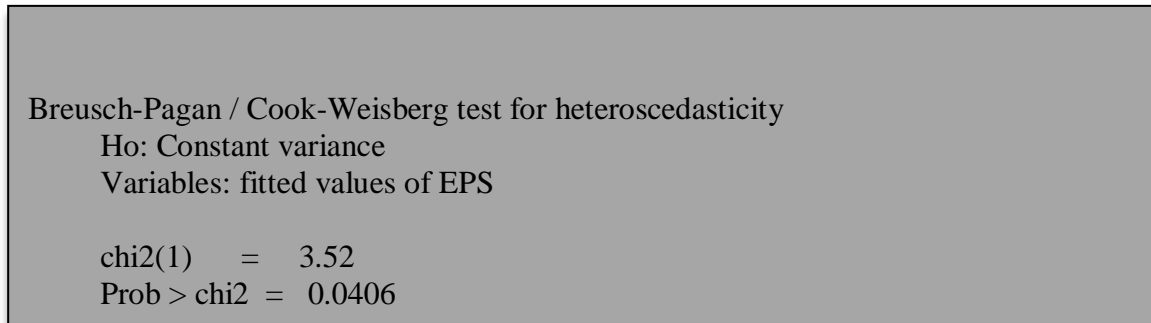 Breusch-Pagan / Cook-Weisberg test for heteroscedasticity
Ho: Constant variance
Variables: fitted values of EPS
chi2(1) = 3.52
Prob > chi2 = 0.0406